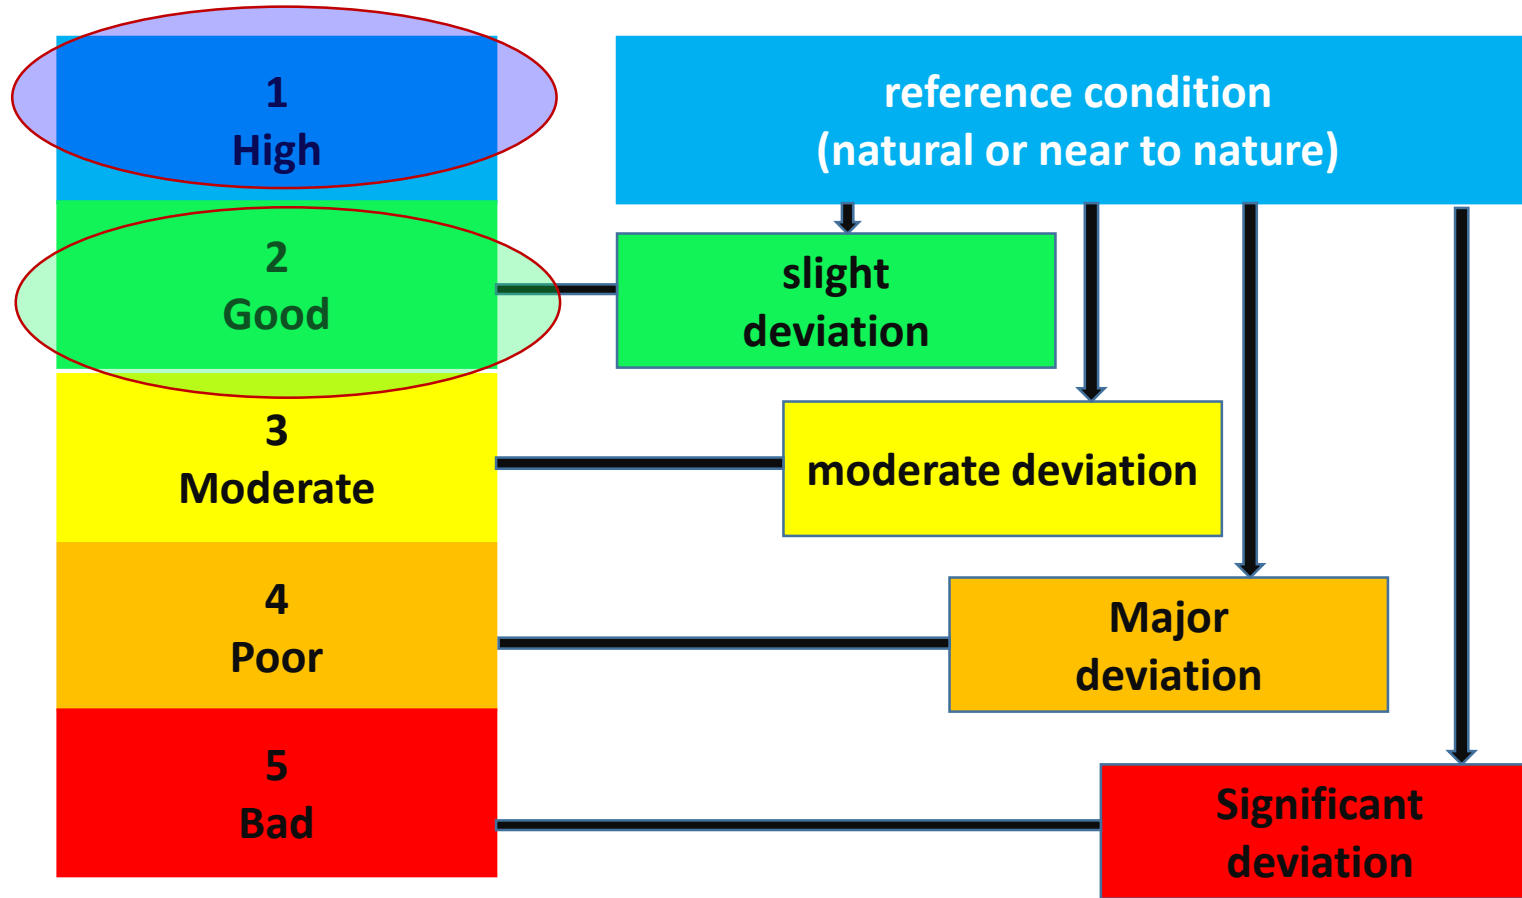 1
High
reference condition
(natural or near to nature)
2
Good
slight
deviation
3
Moderate
moderate deviation
4
Poor
Major
deviation
5
Bad
Significant
deviation